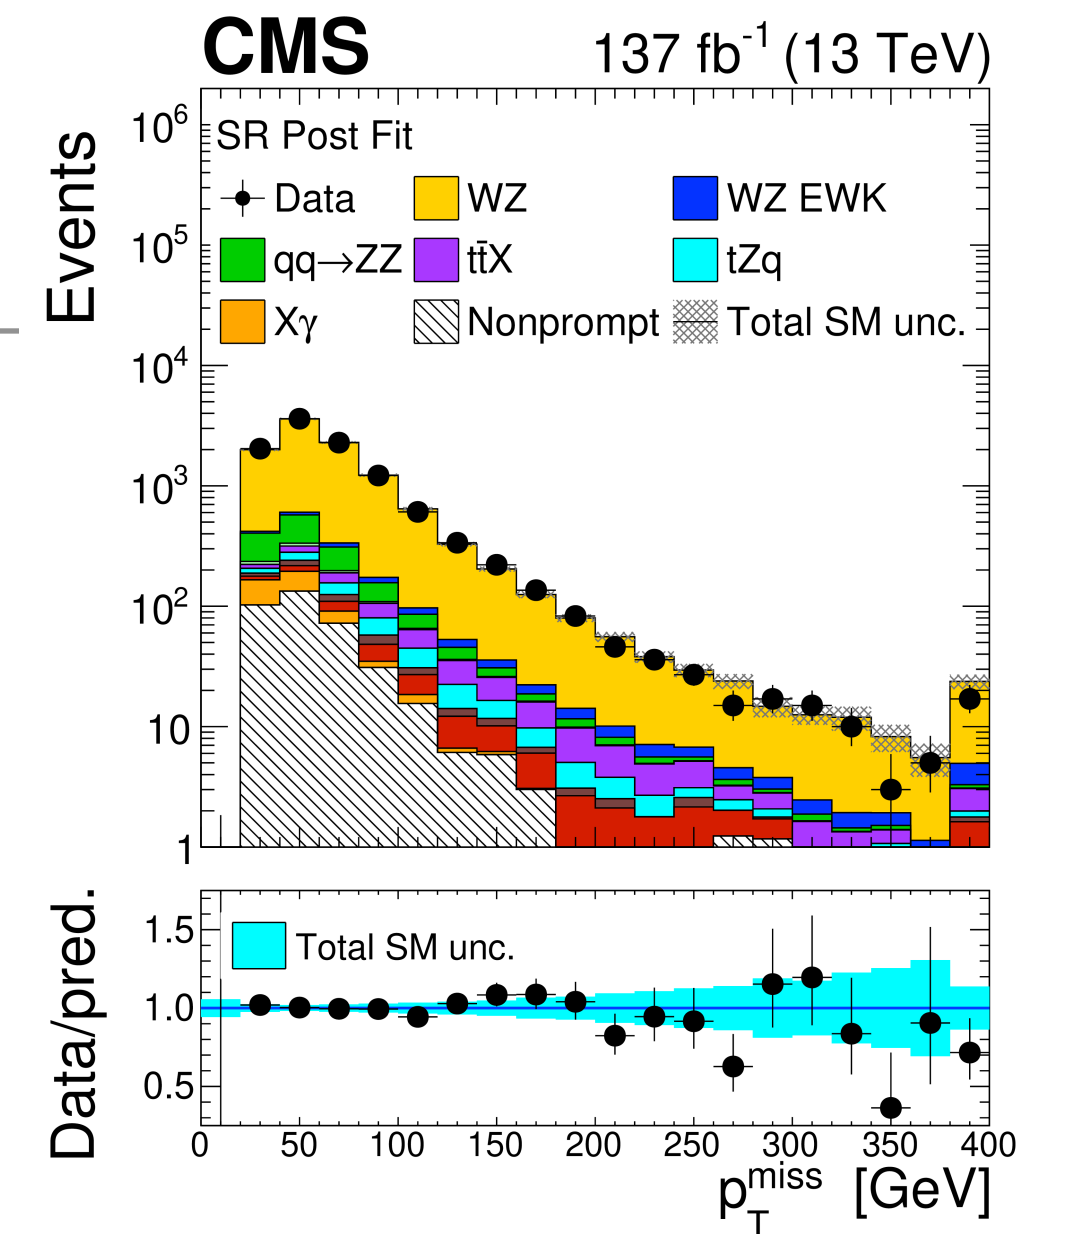 CMS 137 fb⁻¹ (13 TeV)
Events
10⁶
10⁵
10⁴
10³
10²
10
1
SR Post Fit
Data WZ WZ EWK
qq→ZZ tt̄X tZq
Xγ Nonprompt Total SM unc.
Data/pred.
1.5
1.0
0.5
Total SM unc.
0 50 100 150 200 250 300 350 400
p_T^miss [GeV]